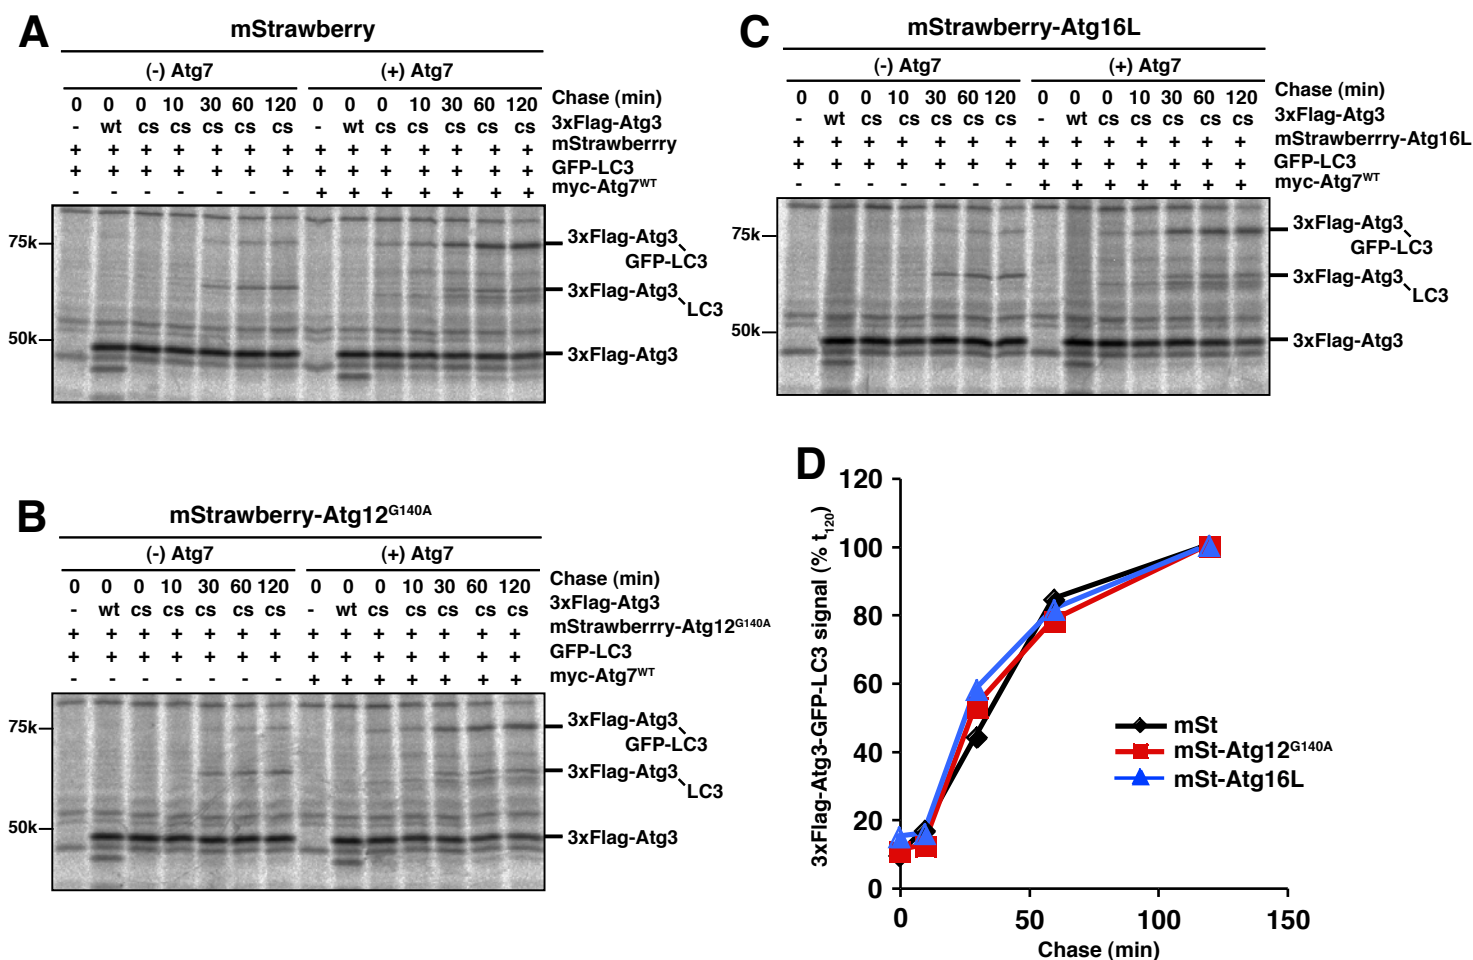 A
mStrawberry
(-) Atg7 (+) Atg7
0 0 0 10 30 60 120 0 0 0 10 30 60 120 Chase (min)
- wt cs cs cs cs cs - wt cs cs cs cs cs 3xFlag-Atg3
+ + + + + + + + + + + + + + mStrawberrry
+ + + + + + + + + + + + + + GFP-LC3
- - - - - - - + + + + + + + myc-Atg7WT
75k
3xFlag-Atg3
GFP-LC3
3xFlag-Atg3
LC3
50k
3xFlag-Atg3
B
mStrawberry-Atg12G140A
(-) Atg7 (+) Atg7
0 0 0 10 30 60 120 0 0 0 10 30 60 120 Chase (min)
- wt cs cs cs cs cs - wt cs cs cs cs cs 3xFlag-Atg3
+ + + + + + + + + + + + + + mStrawberrry-Atg12G140A
+ + + + + + + + + + + + + + GFP-LC3
- - - - - - - + + + + + + + myc-Atg7WT
75k
3xFlag-Atg3
GFP-LC3
3xFlag-Atg3
LC3
50k
3xFlag-Atg3
C
mStrawberry-Atg16L
(-) Atg7 (+) Atg7
0 0 0 10 30 60 120 0 0 0 10 30 60 120 Chase (min)
- wt cs cs cs cs cs - wt cs cs cs cs cs 3xFlag-Atg3
+ + + + + + + + + + + + + + mStrawberrry-Atg16L
+ + + + + + + + + + + + + + GFP-LC3
- - - - - - - + + + + + + + myc-Atg7WT
75k
3xFlag-Atg3
GFP-LC3
3xFlag-Atg3
LC3
50k
3xFlag-Atg3
D
3xFlag-Atg3-GFP-LC3 signal (% t120)
120
100
80
60
40
20
0
mSt
mSt-Atg12G140A
mSt-Atg16L
0 50 100 150
Chase (min)